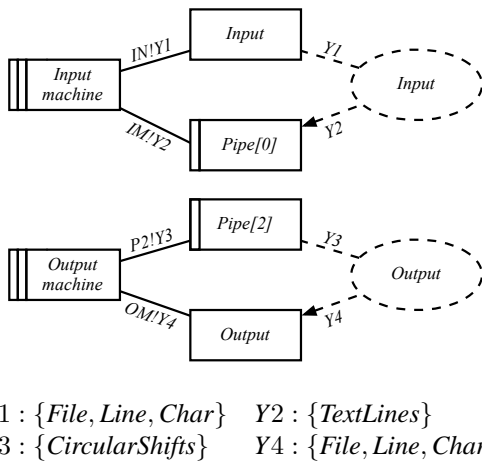 Input
IN!Y1
Y1
Input
machine
Input
IM!Y2
Pipe[0]
Y2
Pipe[2]
P2!Y3
Y3
Output
machine
Output
OM!Y4
Output
Y4
1 : {File, Line, Char} Y2 : {TextLines}
3 : {CircularShifts} Y4 : {File, Line, Char